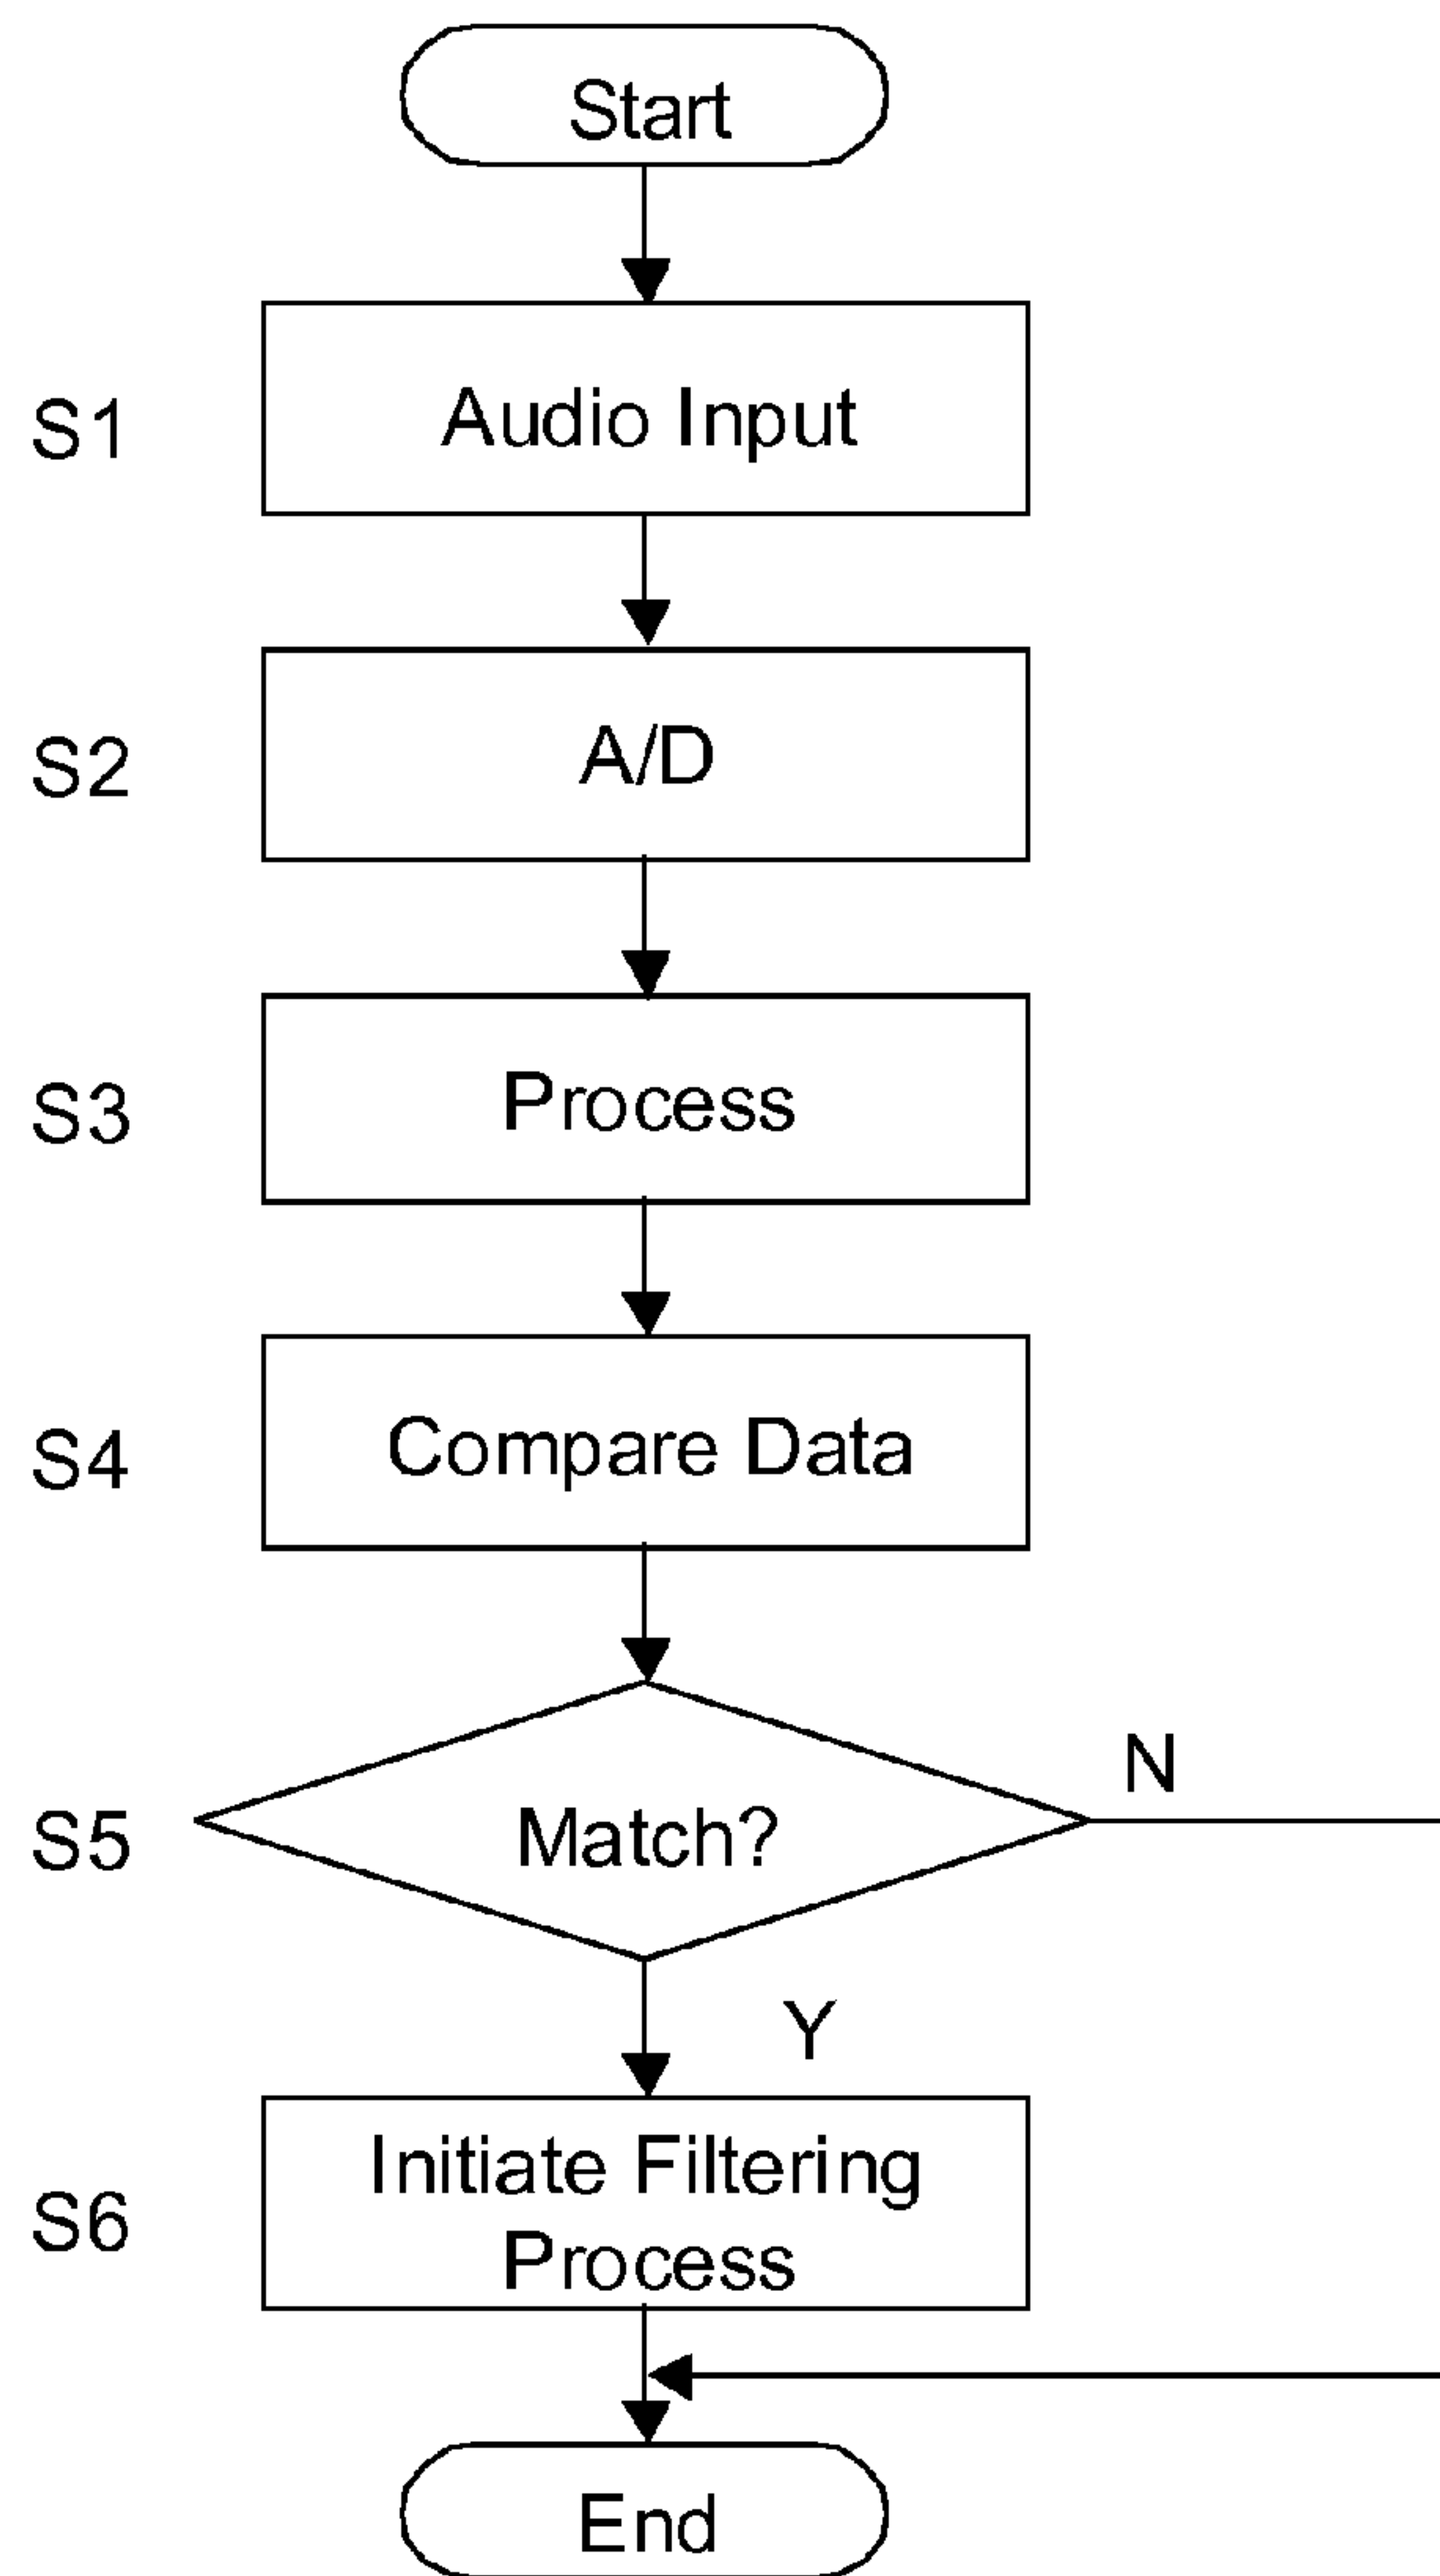 Start
S1
Audio Input
S2
A/D
S3
Process
S4
Compare Data
S5
Match?
N
Y
S6
Initiate Filtering
Process
End